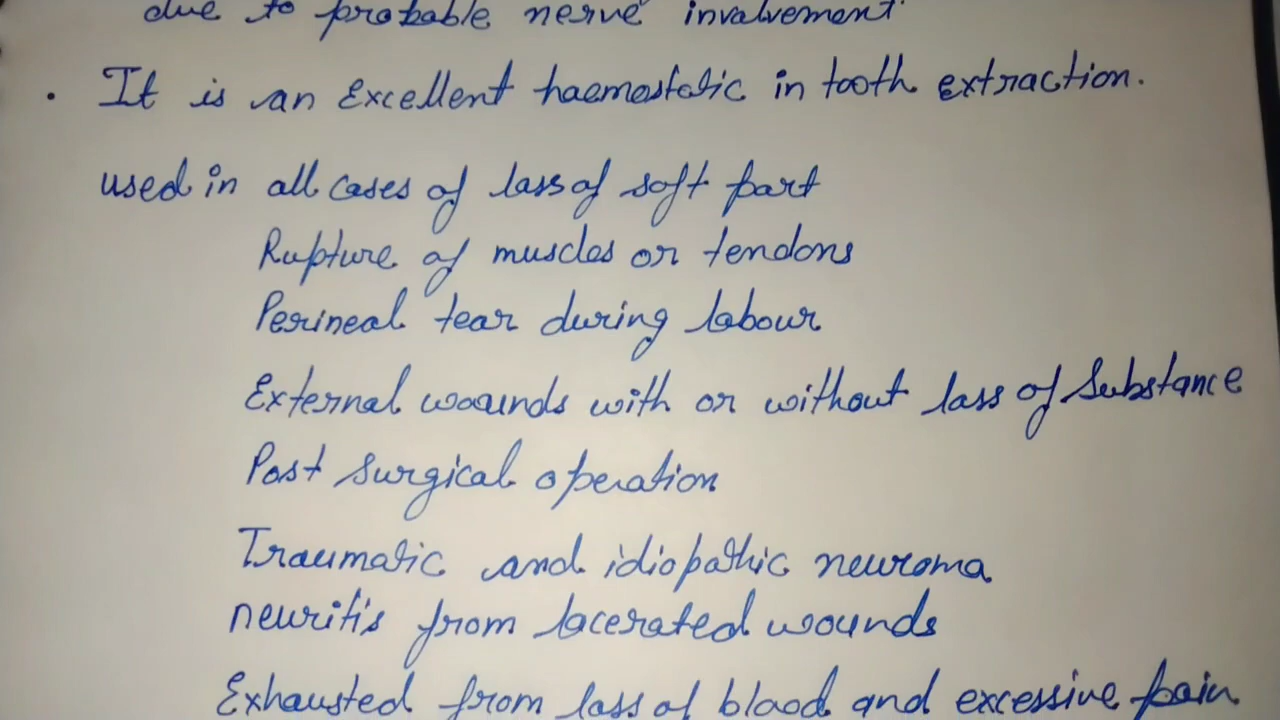 due to probable nerve involvement
• It is an Excellent haemostatic in tooth extraction.
used in all cases of loss of soft part
Rupture of muscles or tendons
Perineal tear during labour
External wounds with or without loss of Substance
Post surgical operation
Traumatic and idiopathic neuroma
neuritis from lacerated wounds
Exhausted from loss of blood and excessive pain